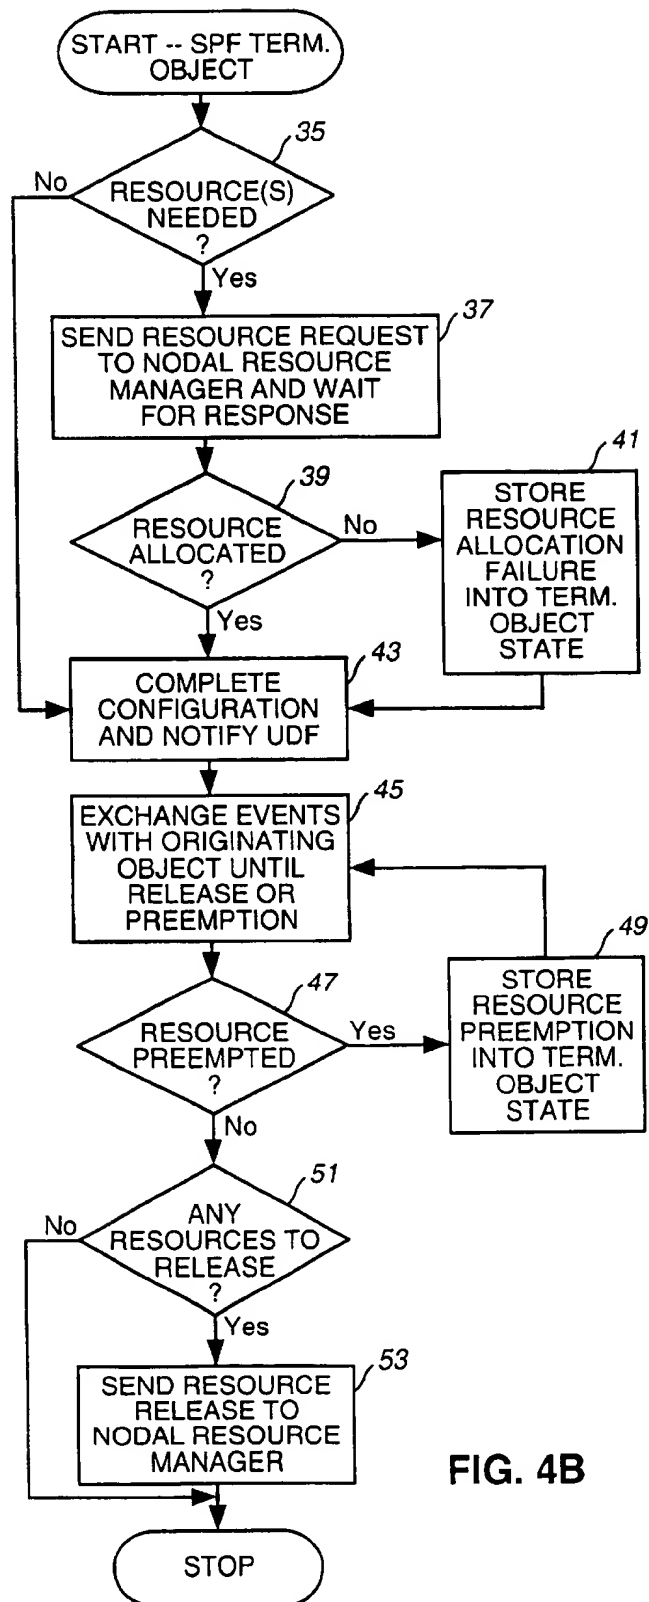 START -- SPF TERM.
OBJECT
35
No
RESOURCE(S)
NEEDED
?
Yes
37
SEND RESOURCE REQUEST
TO NODAL RESOURCE
MANAGER AND WAIT
FOR RESPONSE
39
RESOURCE
ALLOCATED
?
No
41
STORE
RESOURCE
ALLOCATION
FAILURE
INTO TERM.
OBJECT
STATE
Yes
43
COMPLETE
CONFIGURATION
AND NOTIFY UDF
45
EXCHANGE EVENTS
WITH ORIGINATING
OBJECT UNTIL
RELEASE OR
PREEMPTION
47
RESOURCE
PREEMPTED
?
Yes
49
STORE
RESOURCE
PREEMPTION
INTO TERM.
OBJECT
STATE
No
51
No
ANY
RESOURCES TO
RELEASE
?
Yes
53
SEND RESOURCE
RELEASE TO
NODAL RESOURCE
MANAGER
FIG. 4B
STOP